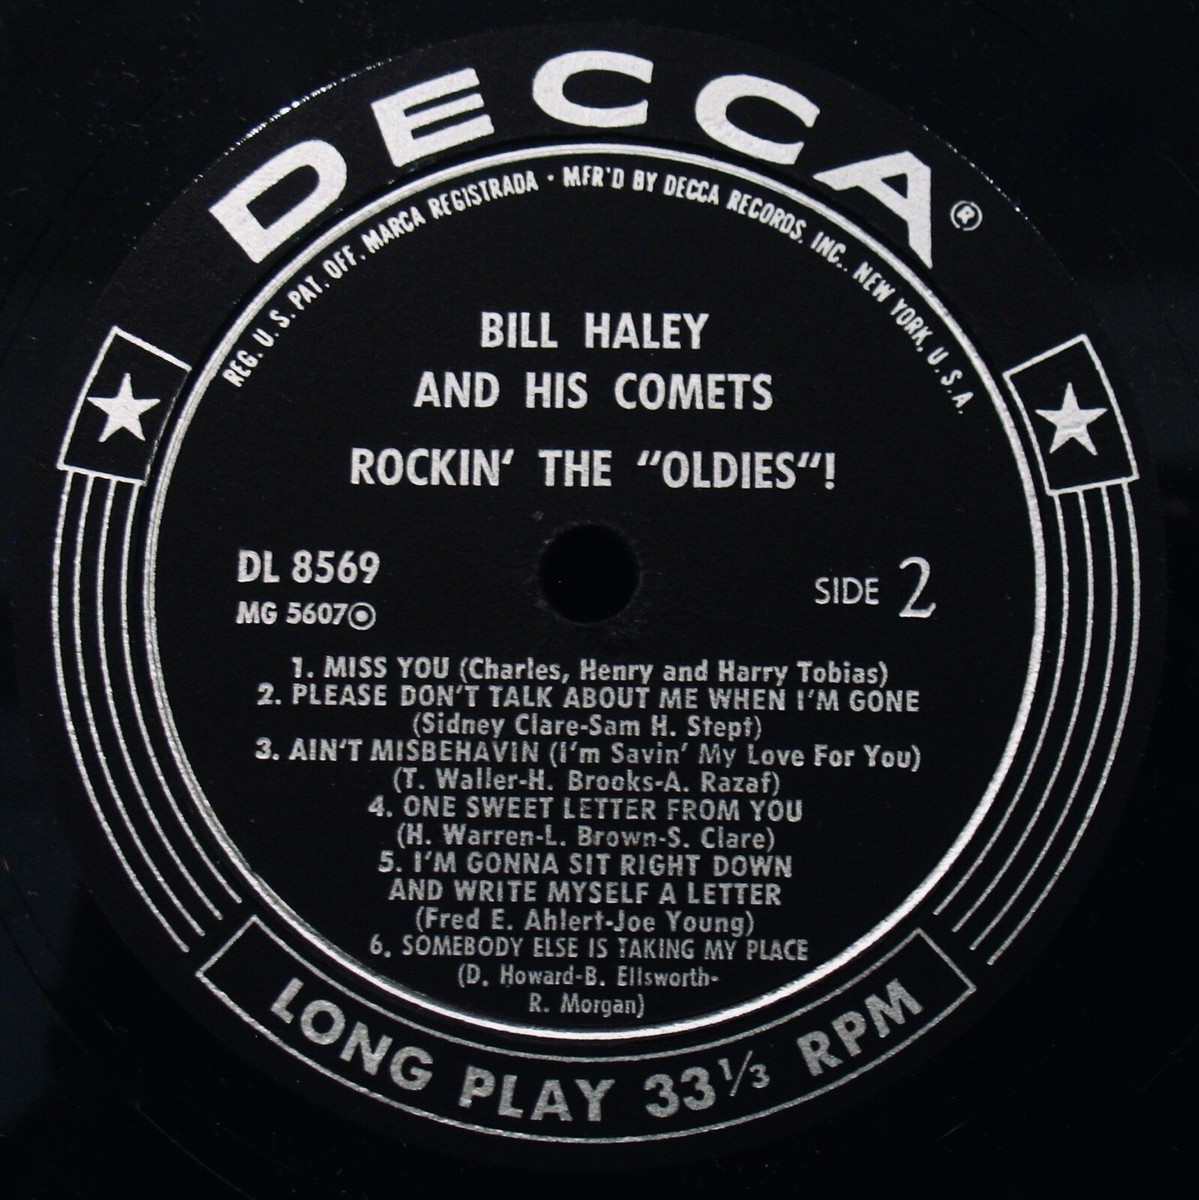 DECCA®
REG. U. S. PAT. OFF. MARCA REGISTRADA · MFR'D BY DECCA RECORDS, INC., NEW YORK, U. S. A.
BILL HALEY
AND HIS COMETS
ROCKIN' THE “OLDIES“!
DL 8569
MG 5607
SIDE 2
1. MISS YOU (Charles, Henry and Harry Tobias)
2. PLEASE DON'T TALK ABOUT ME WHEN I'M GONE
(Sidney Clare-Sam H. Stept)
3. AIN'T MISBEHAVIN (I'm Savin' My Love For You)
(T. Waller-H. Brooks-A. Razaf)
4. ONE SWEET LETTER FROM YOU
(H. Warren-L. Brown-S. Clare)
5. I'M GONNA SIT RIGHT DOWN
AND WRITE MYSELF A LETTER
(Fred E. Ahlert-Joe Young)
6. SOMEBODY ELSE IS TAKING MY PLACE
(D. Howard-B. Ellsworth-
R. Morgan)
LONG PLAY 33⅓ RPM